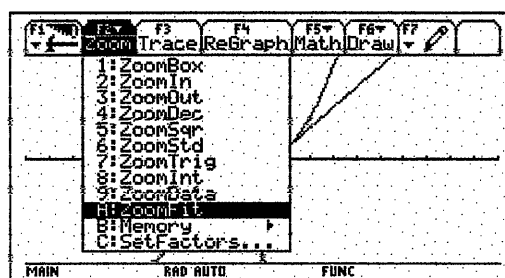 F1 F2 F3 F4 F5 F6 F7
Zoom Trace ReGraph Math Draw
1:ZoomBox
2:ZoomIn
3:ZoomOut
4:ZoomDec
5:ZoomSqr
6:ZoomStd
7:ZoomTrig
8:ZoomInt
9:ZoomData
A:ZoomFit
B:Memory
C:SetFactors...
MAIN RAD AUTO FUNC